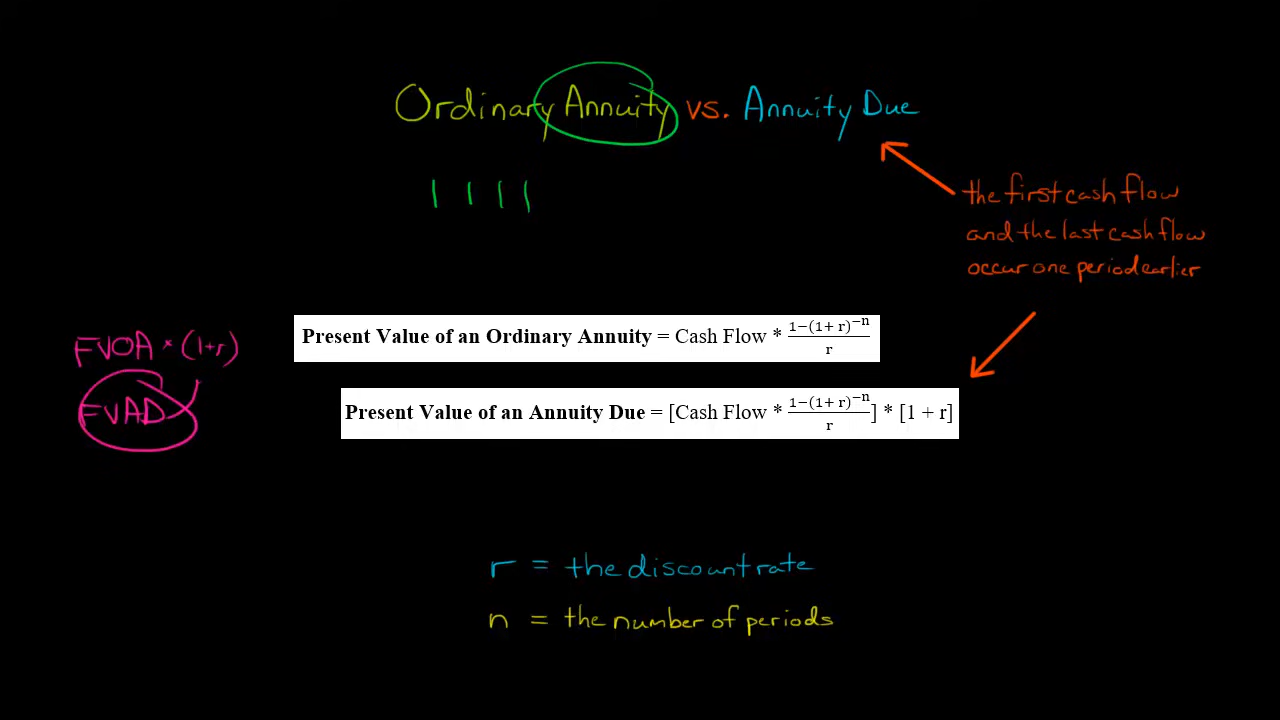 Ordinary Annuity vs. Annuity Due
the first cash flow
and the last cash flow
occur one period earlier
FVOA * (1+r)
FVAD
Present Value of an Ordinary Annuity = Cash Flow * 1−(1+ r)^−n / r
Present Value of an Annuity Due = [Cash Flow * 1−(1+ r)^−n / r] * [1 + r]
r = the discount rate
n = the number of periods